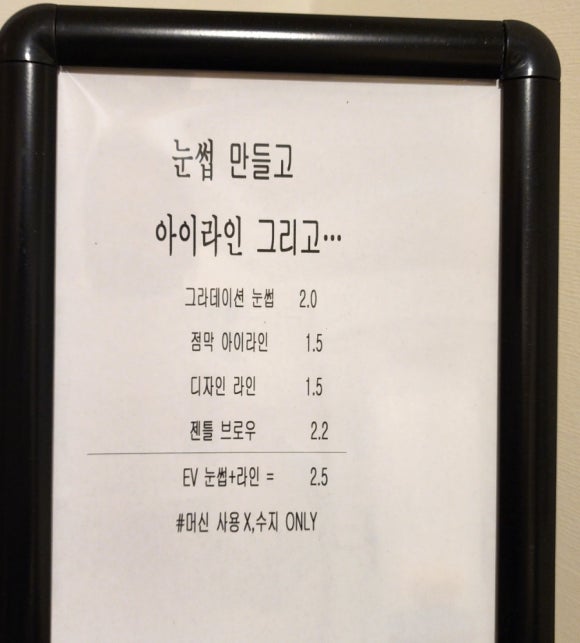 눈썹 만들고
아이라인 그리고…
그라데이션 눈썹 2.0
점막 아이라인 1.5
디자인 라인 1.5
젠틀 브로우 2.2
EV 눈썹+라인 = 2.5
#머신 사용X,수지 ONLY